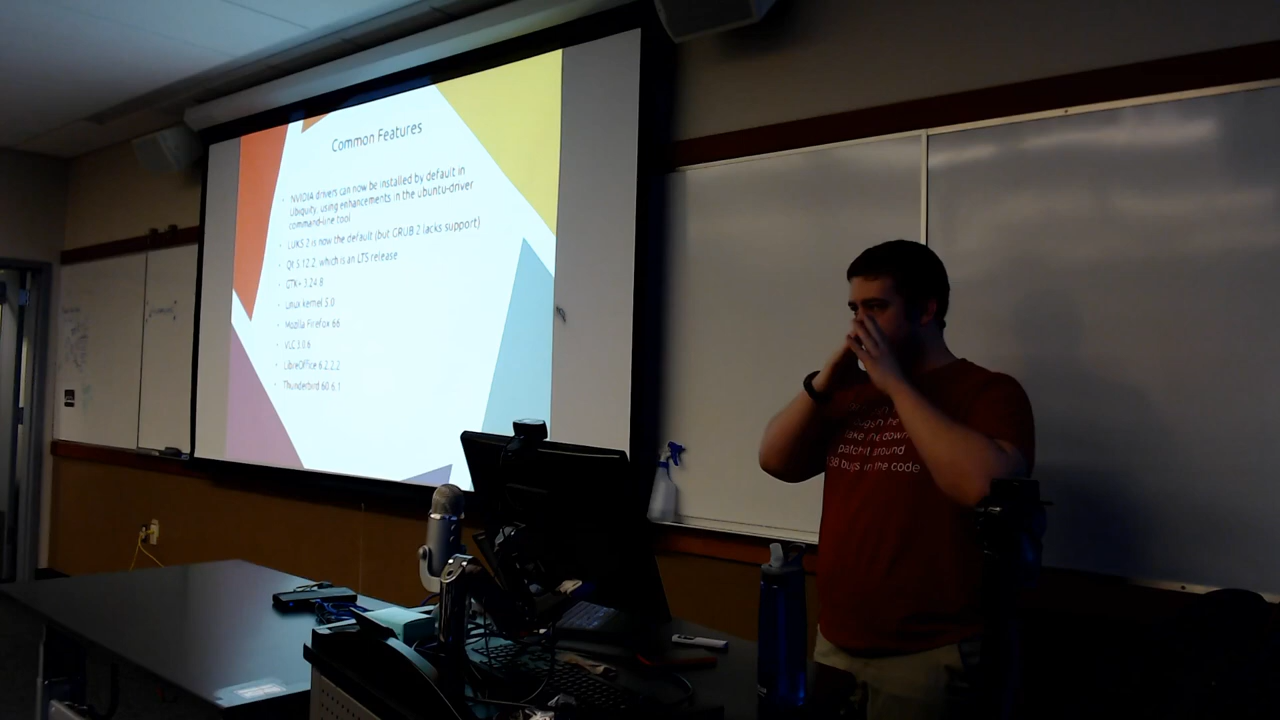 Common Features
• NVIDIA drivers can now be installed by default in
Ubiquity, using enhancements in the ubuntu-driver
command-line tool
• LUKS 2 is now the default (but GRUB 2 lacks support)
• Qt 5.12.2, which is an LTS release
• GTK+ 3.24.8
• Linux kernel 5.0
• Mozilla Firefox 66
• VLC 3.0.6
• LibreOffice 6.2.2.2
• Thunderbird 60.6.1
bugs in he
take one down
patch it around
138 bugs in the code